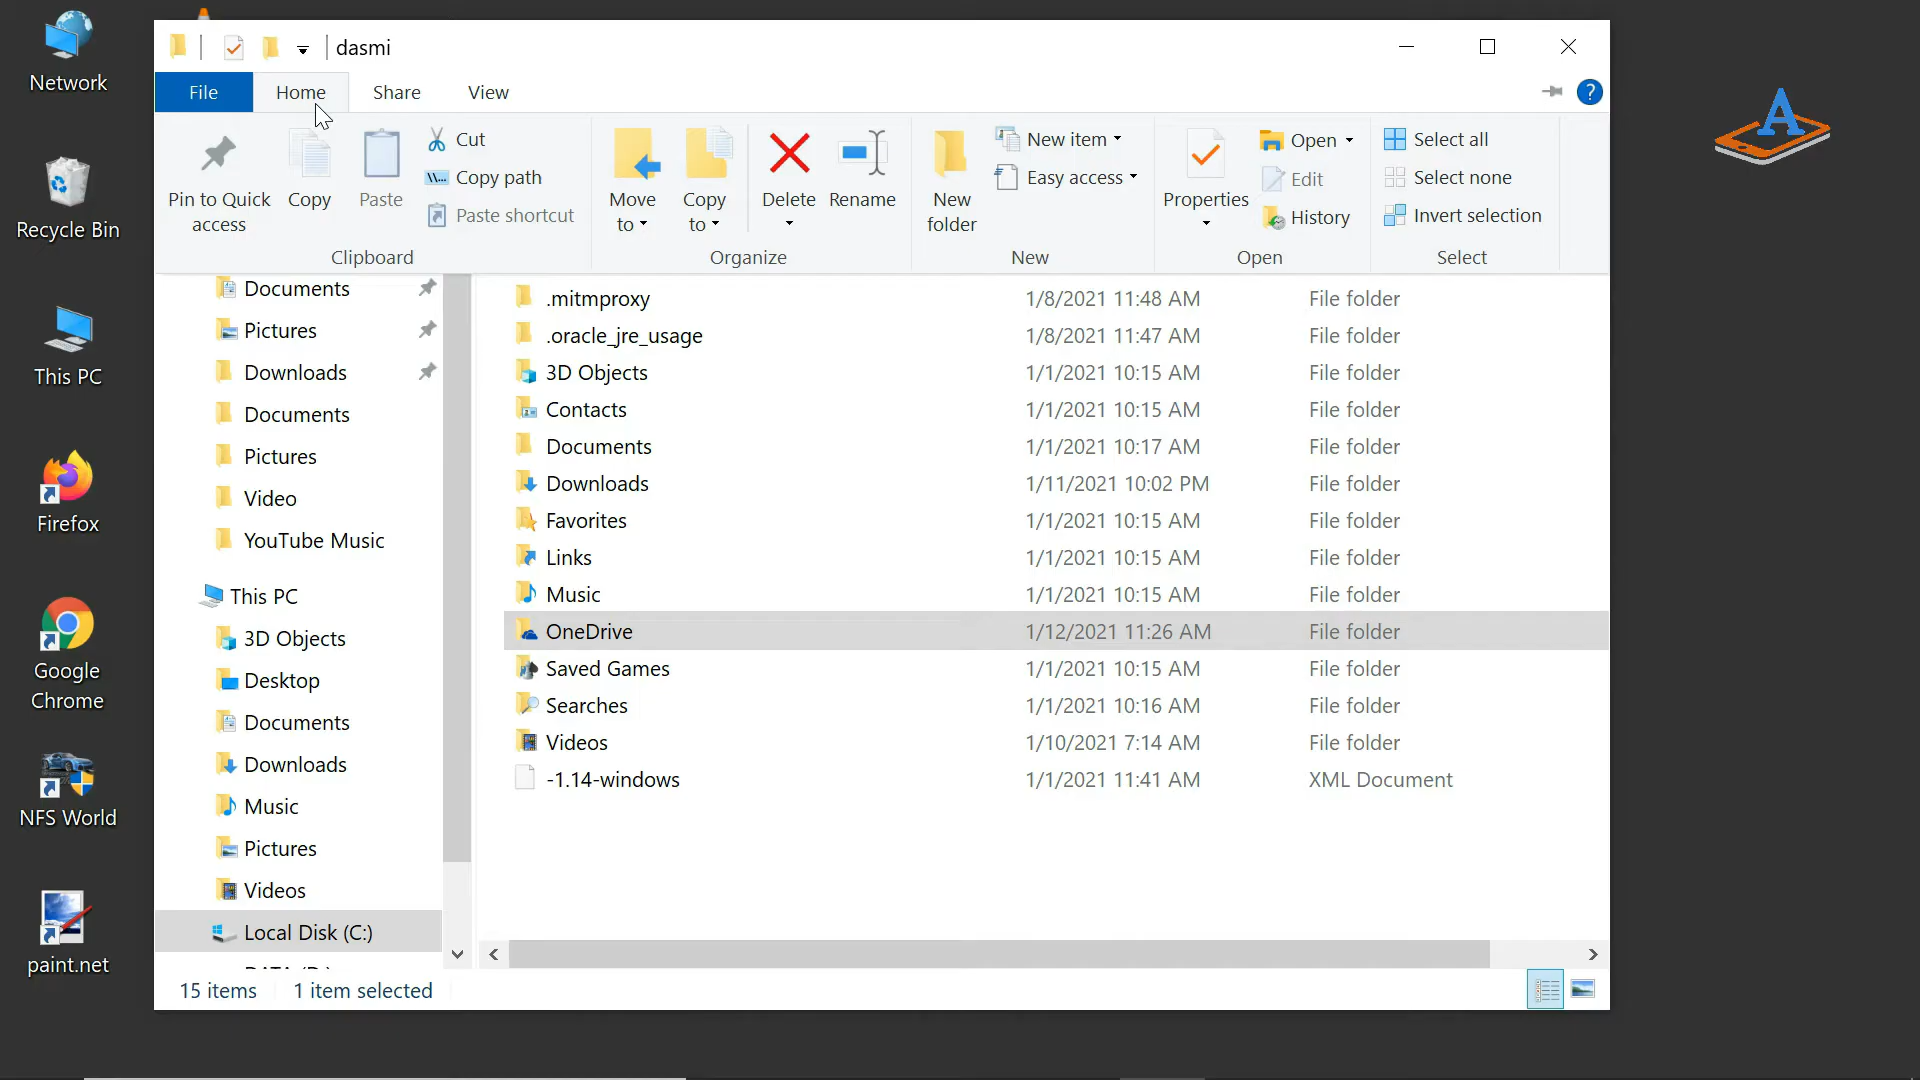 dasmi
File Home Share View
?
Pin to Quick access
Copy
Paste
Cut
Copy path
Paste shortcut
Clipboard
Move to
Copy to
Delete
Rename
Organize
New folder
New item
Easy access
New
Properties
Open
Edit
History
Open
Select all
Select none
Invert selection
Select
Network
Recycle Bin
This PC
Firefox
Google
Chrome
NFS World
paint.net
Documents
Pictures
Downloads
Documents
Pictures
Video
YouTube Music
This PC
3D Objects
Desktop
Documents
Downloads
Music
Pictures
Videos
Local Disk (C:)
.mitmproxy 1/8/2021 11:48 AM File folder
.oracle_jre_usage 1/8/2021 11:47 AM File folder
3D Objects 1/1/2021 10:15 AM File folder
Contacts 1/1/2021 10:15 AM File folder
Documents 1/1/2021 10:17 AM File folder
Downloads 1/11/2021 10:02 PM File folder
Favorites 1/1/2021 10:15 AM File folder
Links 1/1/2021 10:15 AM File folder
Music 1/1/2021 10:15 AM File folder
OneDrive 1/12/2021 11:26 AM File folder
Saved Games 1/1/2021 10:15 AM File folder
Searches 1/1/2021 10:16 AM File folder
Videos 1/10/2021 7:14 AM File folder
-1.14-windows 1/1/2021 11:41 AM XML Document
15 items 1 item selected
A